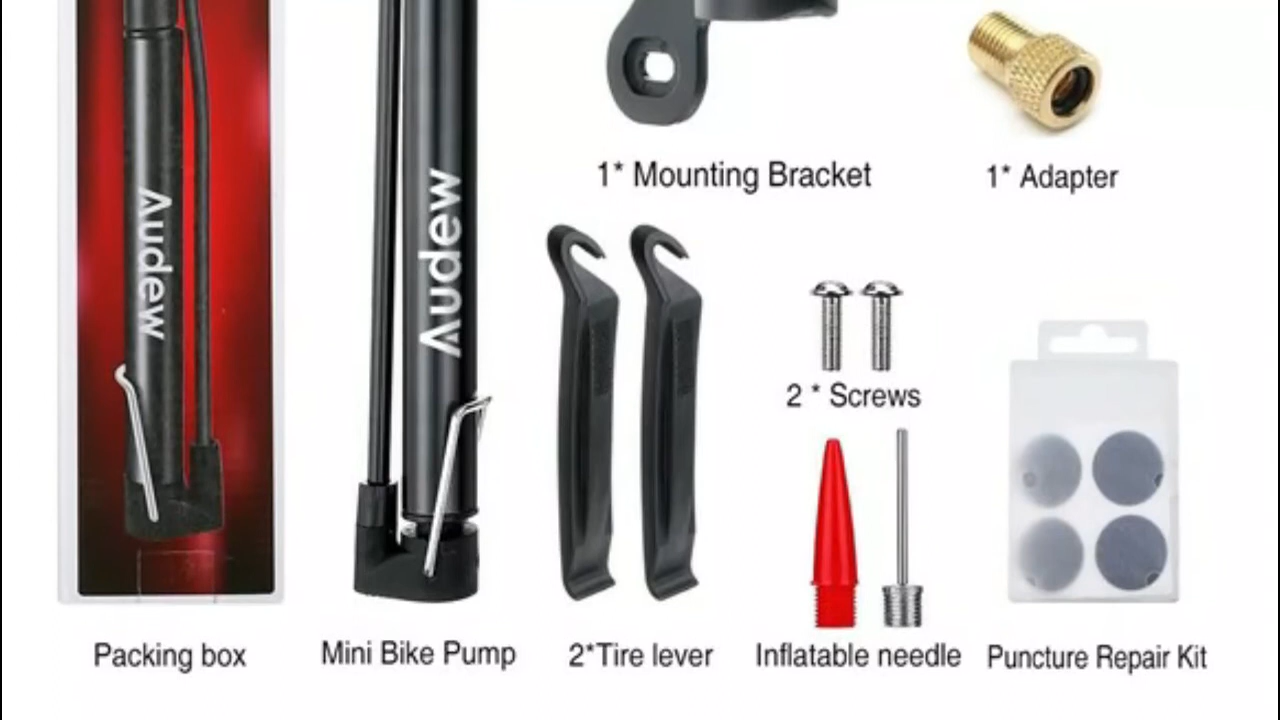 Audew
Audew
1* Mounting Bracket
1* Adapter
2 * Screws
Packing box
Mini Bike Pump
2*Tire lever
Inflatable needle
Puncture Repair Kit